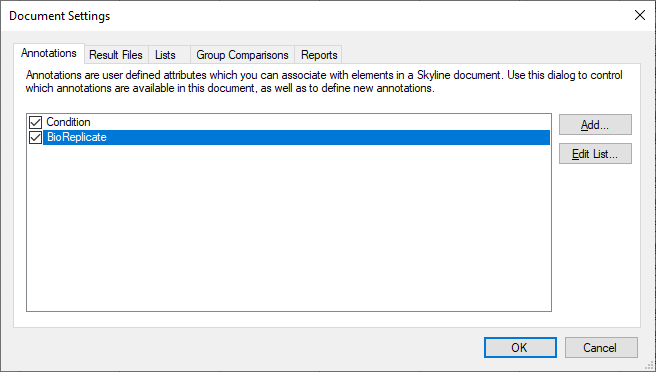 Document Settings
Annotations Result Files Lists Group Comparisons Reports
Annotations are user defined attributes which you can associate with elements in a Skyline document. Use this dialog to control
which annotations are available in this document, as well as to define new annotations.
Condition
BioReplicate
Add...
Edit List...
OK Cancel